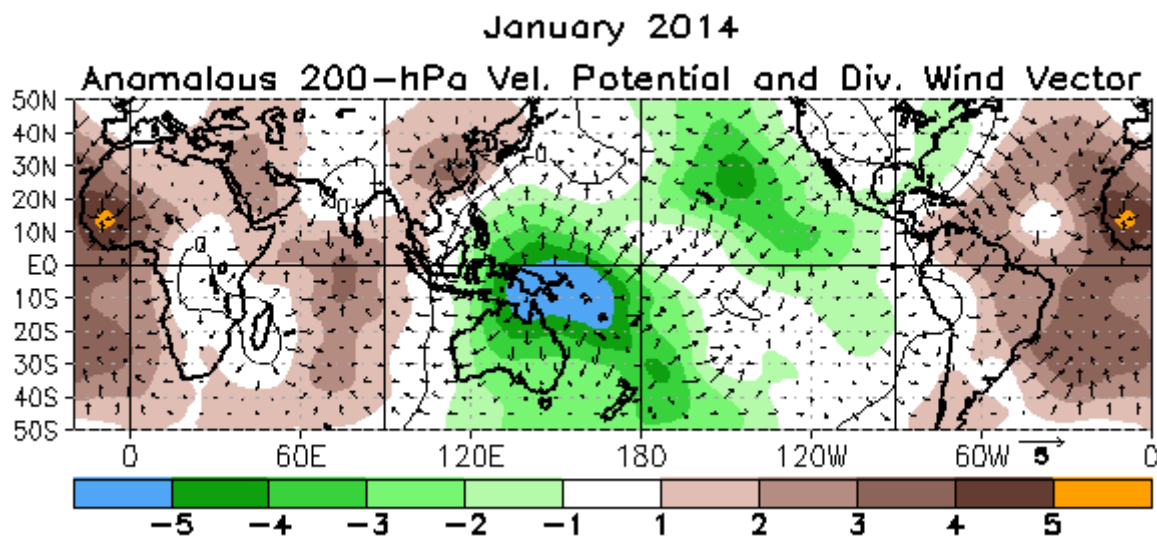 January 2014
Anamalaus 200-hPa Vel. Potential and Div. Wind Vector
50N
40N
30N
20N
10N
EQ
10S
20S
30S
40S
50S
0 60E 120E 180 120W 60W 5 0
-5 -4 -3 -2 -1 1 2 3 4 5